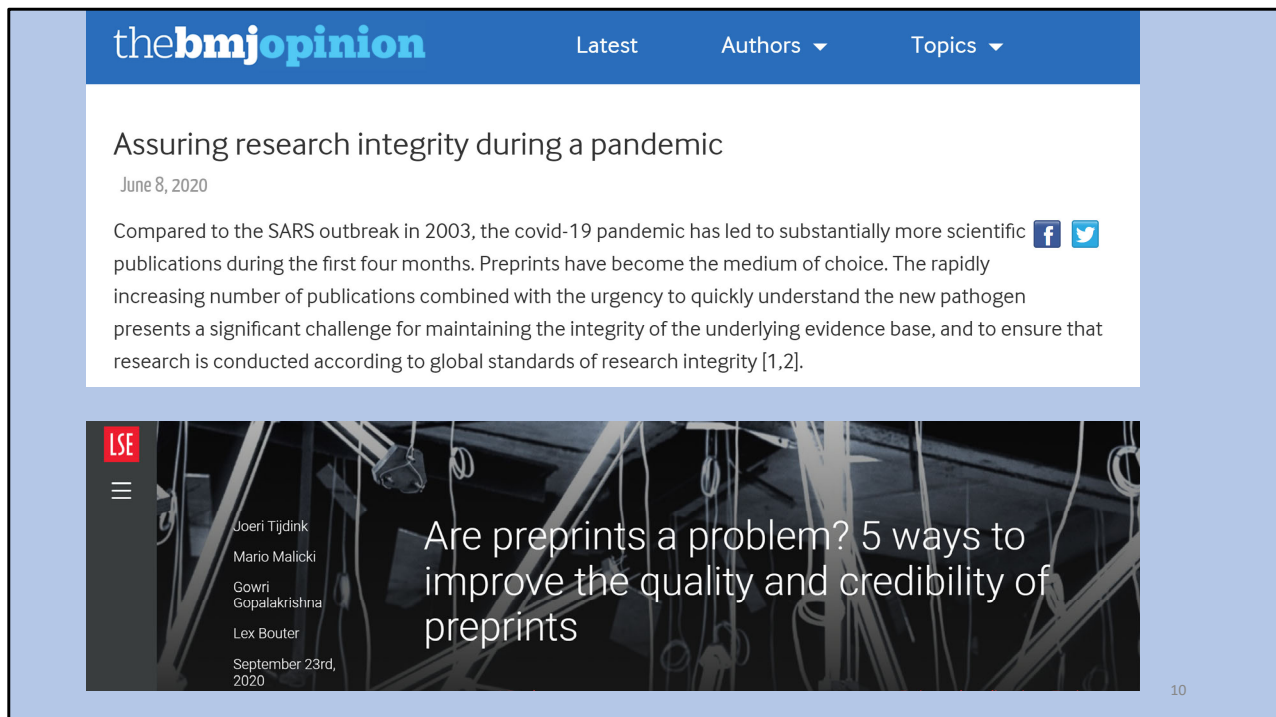 thebmjopinion Latest Authors Topics
Assuring research integrity during a pandemic
June 8, 2020
Compared to the SARS outbreak in 2003, the covid-19 pandemic has led to substantially more scientific
publications during the first four months. Preprints have become the medium of choice. The rapidly
increasing number of publications combined with the urgency to quickly understand the new pathogen
presents a significant challenge for maintaining the integrity of the underlying evidence base, and to ensure that
research is conducted according to global standards of research integrity [1,2].
LSE
Joeri Tijdink
Mario Malicki
Gowri
Gopalakrishna
Lex Bouter
September 23rd,
2020
Are preprints a problem? 5 ways to
improve the quality and credibility of
preprints
10